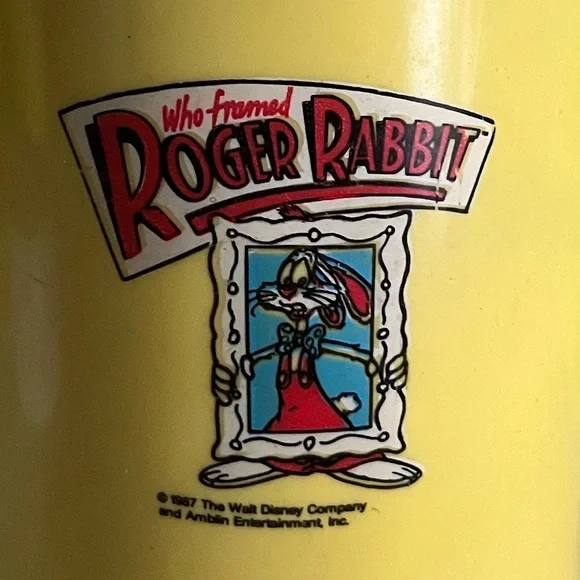 Who framed
ROGER RABBIT
© 1987 The Walt Disney Company
and Amblin Entertainment, Inc.